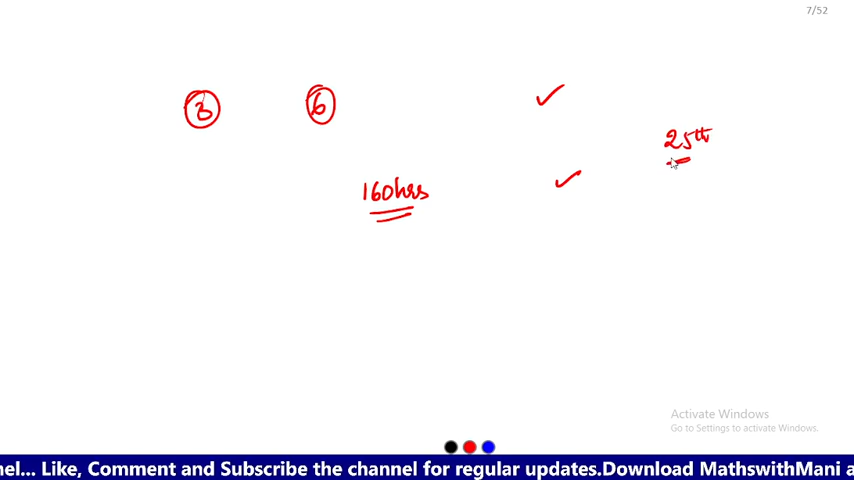 7/52
3 6
25th
160hrs
Activate Windows
Go to Settings to activate Windows.
nel... Like, Comment and Subscribe the channel for regular updates.Download MathswithMani a